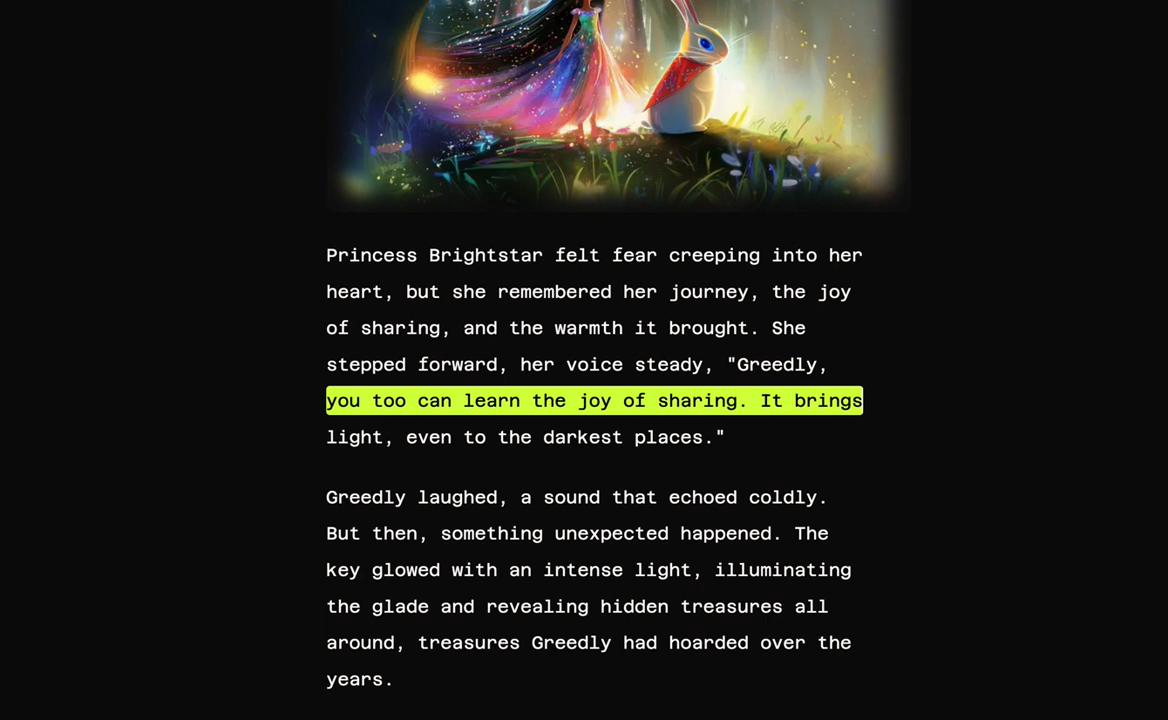 Princess Brightstar felt fear creeping into her
heart, but she remembered her journey, the joy
of sharing, and the warmth it brought. She
stepped forward, her voice steady, "Greedly,
you too can learn the joy of sharing. It brings
light, even to the darkest places."
Greedly laughed, a sound that echoed coldly.
But then, something unexpected happened. The
key glowed with an intense light, illuminating
the glade and revealing hidden treasures all
around, treasures Greedly had hoarded over the
years.